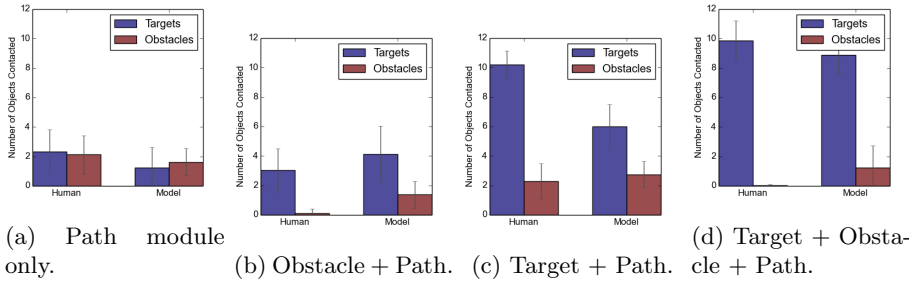 12
10
8
6
4
2
0
Number of Objects Contacted
Targets
Obstacles
Human
Model
(a) Path module
only.
12
10
8
6
4
2
0
Number of Objects Contacted
Targets
Obstacles
Human
Model
(b) Obstacle + Path.
12
10
8
6
4
2
0
Number of Objects Contacted
Targets
Obstacles
Human
Model
(c) Target + Path.
12
10
8
6
4
2
0
Number of Objects Contacted
Targets
Obstacles
Human
Model
(d) Target + Obsta-
cle + Path.